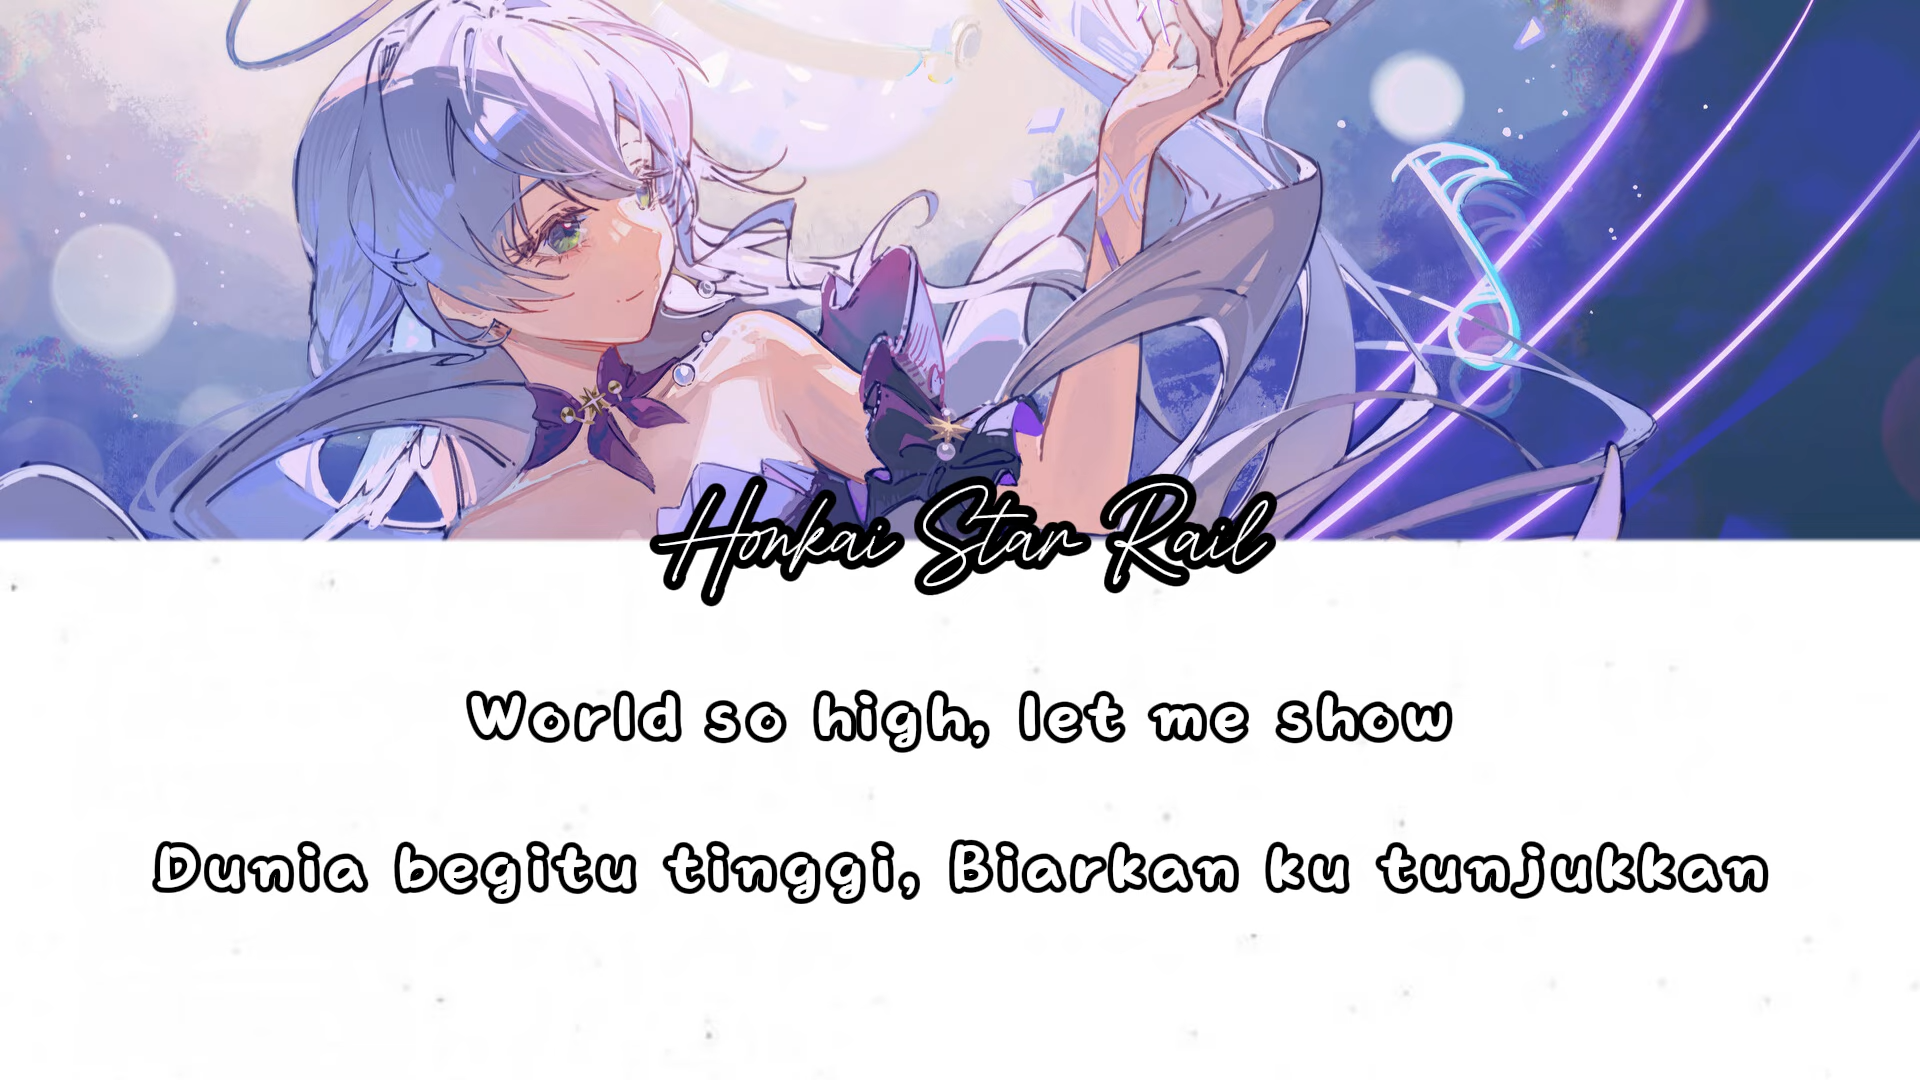 Honkai Star Rail
World so high, let me show
Dunia begitu tinggi, Biarkan ku tunjukkan